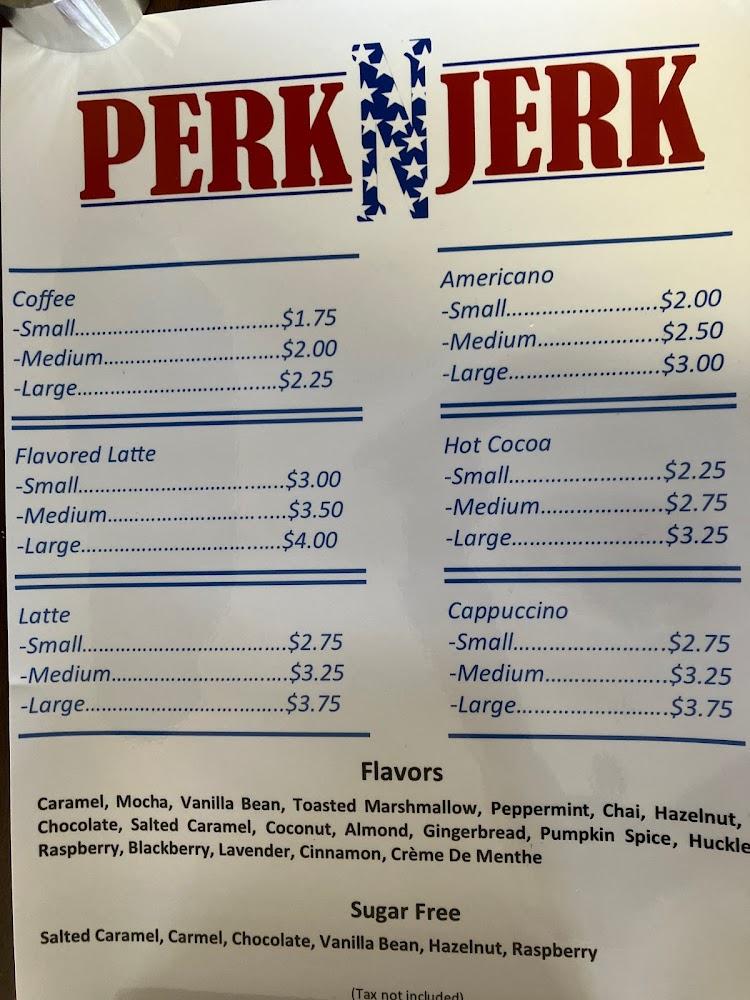 PERK N JERK
Coffee
-Small..........................................$1.75
-Medium....................................$2.00
-Large.........................................$2.25
Flavored Latte
-Small..........................................$3.00
-Medium....................................$3.50
-Large.........................................$4.00
Latte
-Small..........................................$2.75
-Medium....................................$3.25
-Large.........................................$3.75
Americano
-Small...............................$2.00
-Medium.........................$2.50
-Large...............................$3.00
Hot Cocoa
-Small...............................$2.25
-Medium.........................$2.75
-Large...............................$3.25
Cappuccino
-Small...............................$2.75
-Medium.........................$3.25
-Large...............................$3.75
Flavors
Caramel, Mocha, Vanilla Bean, Toasted Marshmallow, Peppermint, Chai, Hazelnut,
Chocolate, Salted Caramel, Coconut, Almond, Gingerbread, Pumpkin Spice, Huckle
Raspberry, Blackberry, Lavender, Cinnamon, Crème De Menthe
Sugar Free
Salted Caramel, Carmel, Chocolate, Vanilla Bean, Hazelnut, Raspberry
(Tax not included)